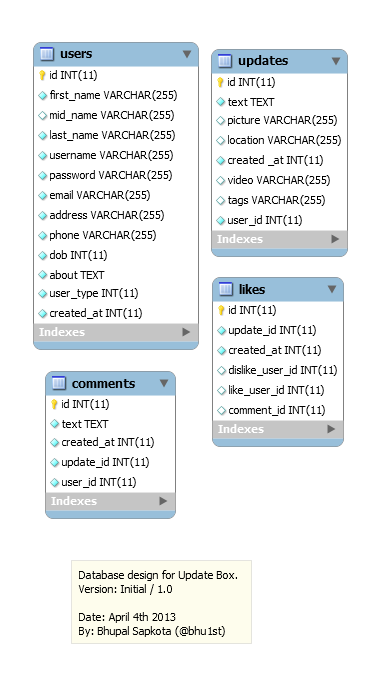 users
id INT(11)
first_name VARCHAR(255)
mid_name VARCHAR(255)
last_name VARCHAR(255)
username VARCHAR(255)
password VARCHAR(255)
email VARCHAR(255)
address VARCHAR(255)
phone VARCHAR(255)
dob INT(11)
about TEXT
user_type INT(11)
created_at INT(11)
Indexes
updates
id INT(11)
text TEXT
picture VARCHAR(255)
location VARCHAR(255)
created _at INT(11)
video VARCHAR(255)
tags VARCHAR(255)
user_id INT(11)
Indexes
likes
id INT(11)
update_id INT(11)
created_at INT(11)
dislike_user_id INT(11)
like_user_id INT(11)
comment_id INT(11)
Indexes
comments
id INT(11)
text TEXT
created_at INT(11)
update_id INT(11)
user_id INT(11)
Indexes
Database design for Update Box.
Version: Initial / 1.0
Date: April 4th 2013
By: Bhupal Sapkota (@bhu1st)